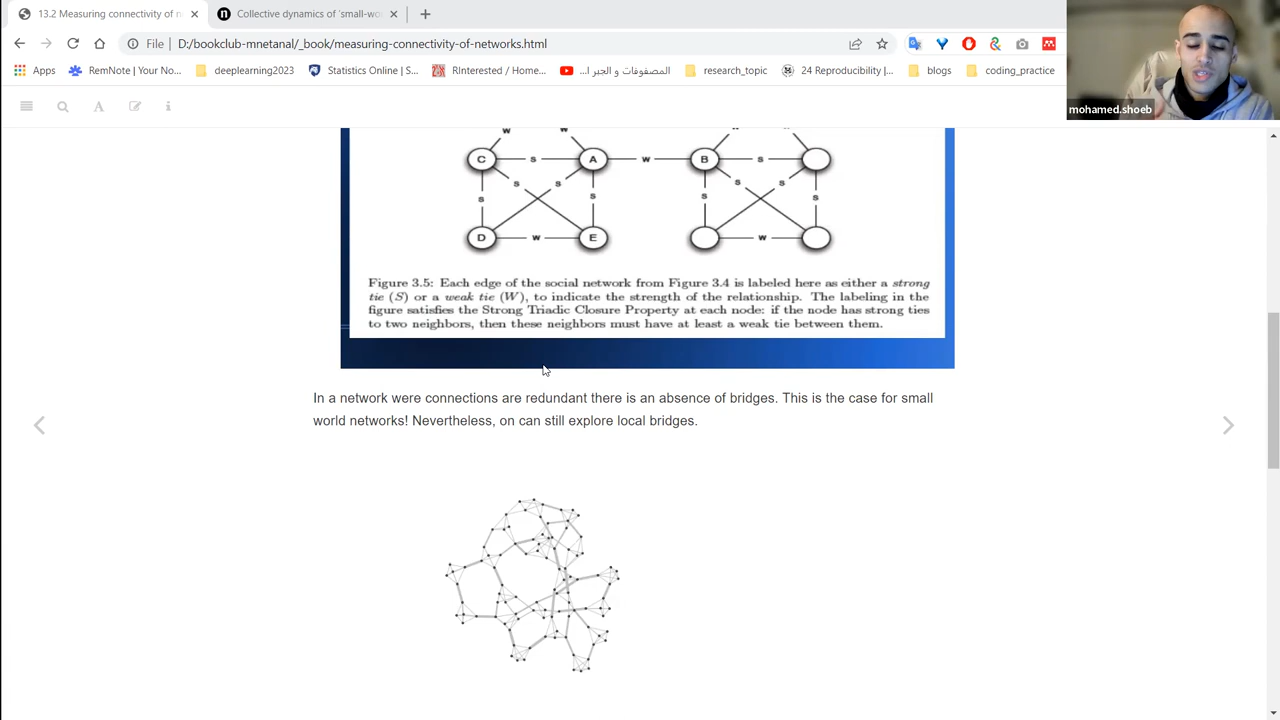 13.2 Measuring connectivity of n
Collective dynamics of 'small-wo
File
D:/bookclub_mnetanal/_book/measuring-connectivity-of-networks.html
Apps
RemNote | Your No...
deeplearning2023
Statistics Online | S...
RInterested / Home...
المصفوفات و الجبر ا...
research_topic
24 Reproducibility |...
blogs
coding_practice
mohamed.shoeb
W W W W
C S A W B S
S S S S S S S S
D W E W
Figure 3.5: Each edge of the social network from Figure 3.4 is labeled here as either a strong
tie (S) or a weak tie (W), to indicate the strength of the relationship. The labeling in the
figure satisfies the Strong Triadic Closure Property at each node: if the node has strong ties
to two neighbors, then these neighbors must have at least a weak tie between them.
In a network were connections are redundant there is an absence of bridges. This is the case for small
world networks! Nevertheless, on can still explore local bridges.